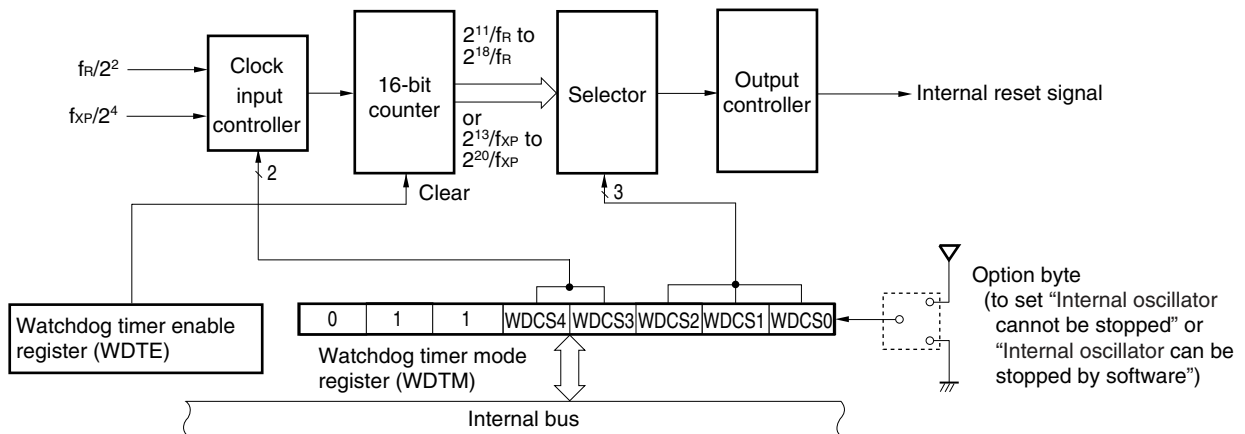 fR/2²
fXP/2⁴
Clock
input
controller
2
16-bit
counter
Clear
2¹¹/fR to
2¹⁸/fR
or
2¹³/fXP to
2²⁰/fXP
Selector
3
Output
controller
Internal reset signal
Watchdog timer enable
register (WDTE)
0 1 1 WDCS4 WDCS3 WDCS2 WDCS1 WDCS0
Watchdog timer mode
register (WDTM)
Option byte
(to set “Internal oscillator
cannot be stopped” or
“Internal oscillator can be
stopped by software”)
Internal bus